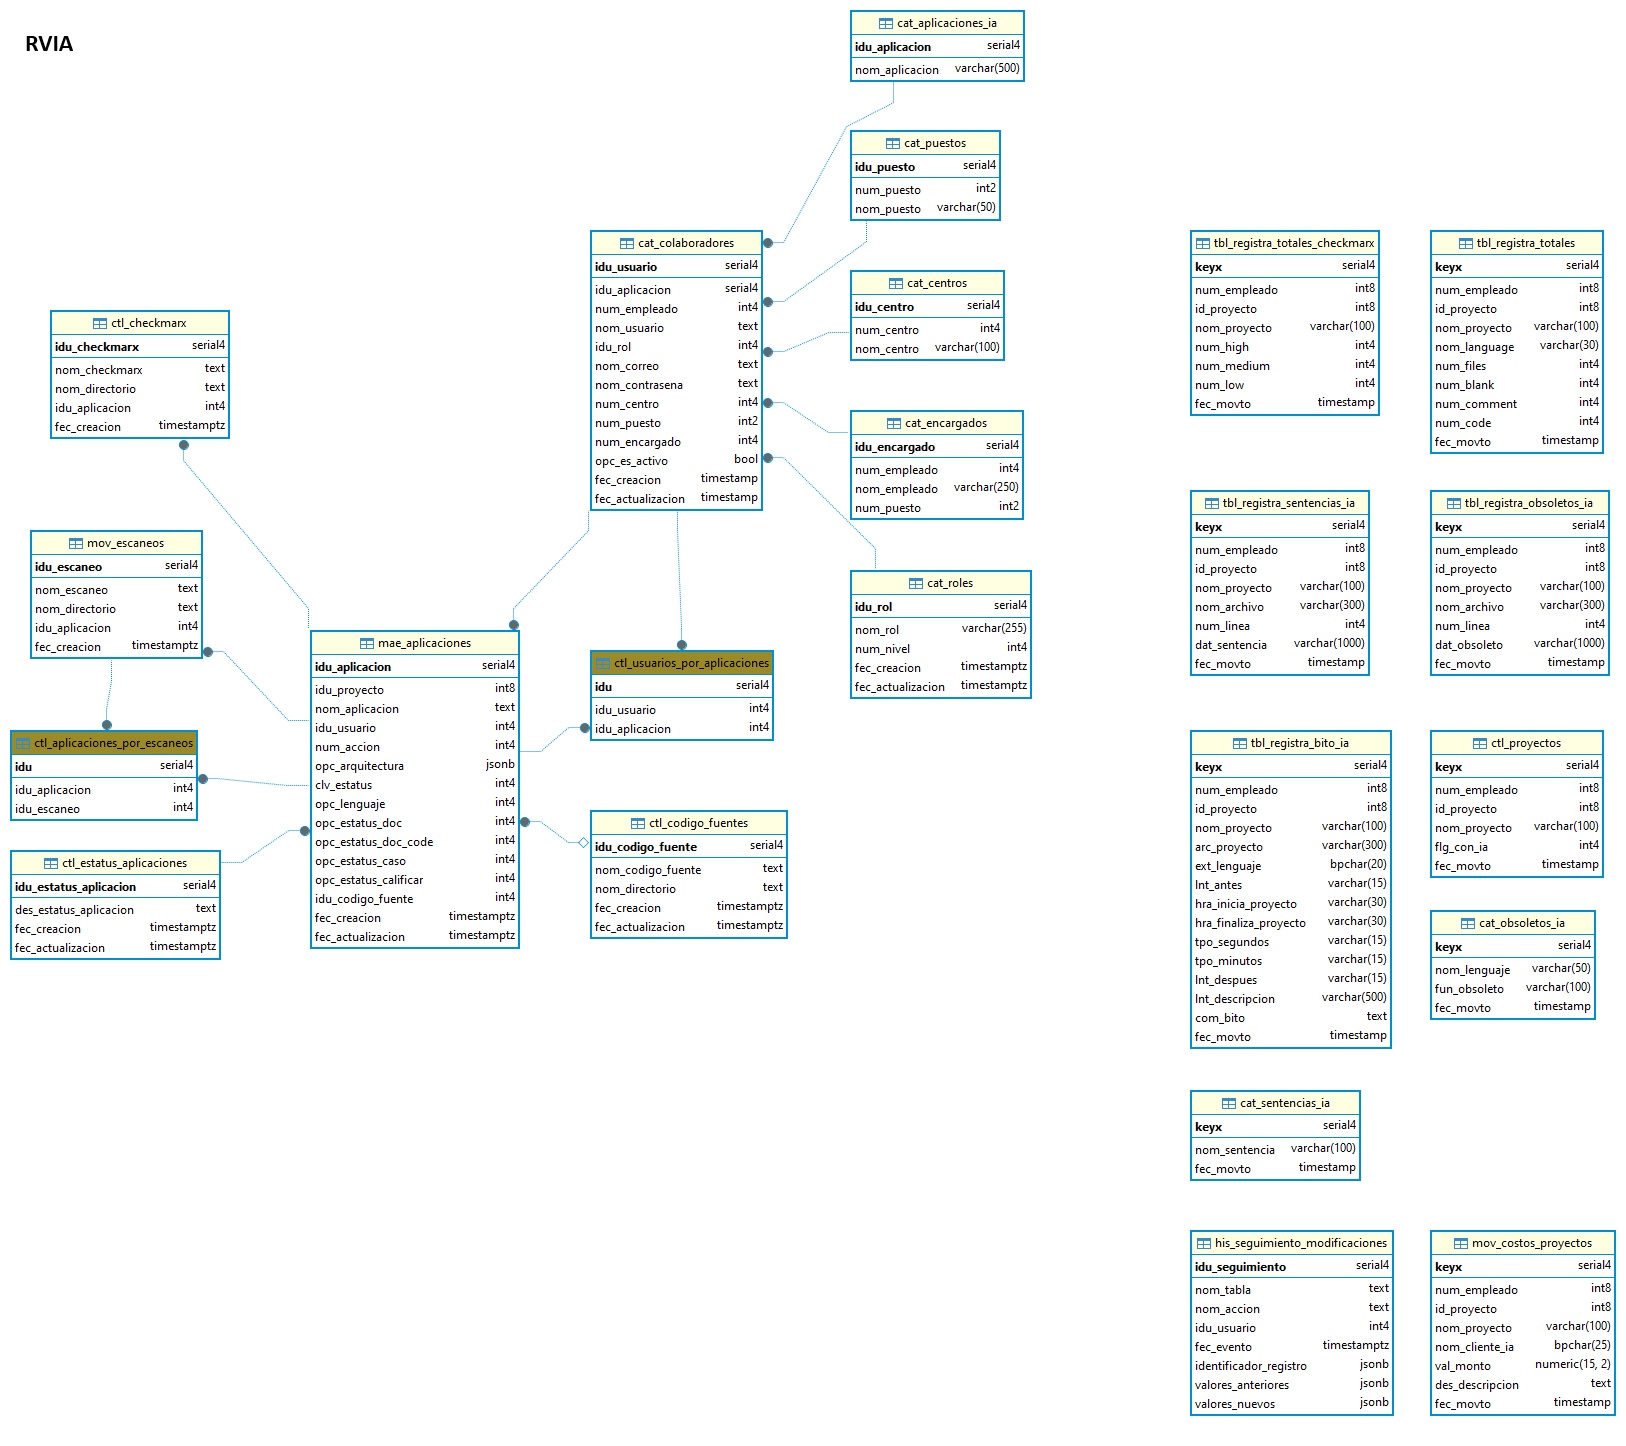 RVIA
cat_aplicaciones_ia
idu_aplicacion serial4
nom_aplicacion varchar(500)
cat_puestos
idu_puesto serial4
num_puesto int2
nom_puesto varchar(50)
cat_colaboradores
idu_usuario serial4
idu_aplicacion serial4
num_empleado int4
nom_usuario text
idu_rol int4
nom_correo text
nom_contrasena text
num_centro int4
num_puesto int2
num_encargado int4
opc_es_activo bool
fec_creacion timestamp
fec_actualizacion timestamp
cat_centros
idu_centro serial4
num_centro int4
nom_centro varchar(100)
cat_encargados
idu_encargado serial4
num_empleado int4
nom_empleado varchar(250)
num_puesto int2
cat_roles
idu_rol serial4
nom_rol varchar(255)
num_nivel int4
fec_creacion timestamptz
fec_actualizacion timestamptz
ctl_checkmarx
idu_checkmarx serial4
nom_checkmarx text
nom_directorio text
idu_aplicacion int4
fec_creacion timestamptz
mov_escaneos
idu_escaneo serial4
nom_escaneo text
nom_directorio text
idu_aplicacion int4
fec_creacion timestamptz
ctl_aplicaciones_por_escaneos
idu serial4
idu_aplicacion int4
idu_escaneo int4
ctl_estatus_aplicaciones
idu_estatus_aplicacion serial4
des_estatus_aplicacion text
fec_creacion timestamptz
fec_actualizacion timestamptz
mae_aplicaciones
idu_aplicacion serial4
idu_proyecto int8
nom_aplicacion text
idu_usuario int4
num_accion int4
opc_arquitectura jsonb
clv_estatus int4
opc_lenguaje int4
opc_estatus_doc int4
opc_estatus_doc_code int4
opc_estatus_caso int4
opc_estatus_calificar int4
idu_codigo_fuente int4
fec_creacion timestamptz
fec_actualizacion timestamptz
ctl_usuarios_por_aplicaciones
idu serial4
idu_usuario int4
idu_aplicacion int4
ctl_codigo_fuentes
idu_codigo_fuente serial4
nom_codigo_fuente text
nom_directorio text
fec_creacion timestamptz
fec_actualizacion timestamptz
tbl_registra_totales_checkmarx
keyx serial4
num_empleado int8
id_proyecto int8
nom_proyecto varchar(100)
num_high int4
num_medium int4
num_low int4
fec_movto timestamp
tbl_registra_totales
keyx serial4
num_empleado int8
id_proyecto int8
nom_proyecto varchar(100)
nom_language varchar(30)
num_files int4
num_blank int4
num_comment int4
num_code int4
fec_movto timestamp
tbl_registra_sentencias_ia
keyx serial4
num_empleado int8
id_proyecto int8
nom_proyecto varchar(100)
nom_archivo varchar(300)
num_linea int4
dat_sentencia varchar(1000)
fec_movto timestamp
tbl_registra_obsoletos_ia
keyx serial4
num_empleado int8
id_proyecto int8
nom_proyecto varchar(100)
nom_archivo varchar(300)
num_linea int4
dat_obsoleto varchar(1000)
fec_movto timestamp
tbl_registra_bito_ia
keyx serial4
num_empleado int8
id_proyecto int8
nom_proyecto varchar(100)
arc_proyecto varchar(300)
ext_lenguaje bpchar(20)
lnt_antes varchar(15)
hra_inicia_proyecto varchar(30)
hra_finaliza_proyecto varchar(30)
tpo_segundos varchar(15)
tpo_minutos varchar(15)
lnt_despues varchar(15)
lnt_descripcion varchar(500)
com_bito text
fec_movto timestamp
ctl_proyectos
keyx serial4
num_empleado int8
id_proyecto int8
nom_proyecto varchar(100)
flg_con_ia int4
fec_movto timestamp
cat_obsoletos_ia
keyx serial4
nom_lenguaje varchar(50)
fun_obsoleto varchar(100)
fec_movto timestamp
cat_sentencias_ia
keyx serial4
nom_sentencia varchar(100)
fec_movto timestamp
his_seguimiento_modificaciones
idu_seguimiento serial4
nom_tabla text
nom_accion text
idu_usuario int4
fec_evento timestamptz
identificador_registro jsonb
valores_anteriores jsonb
valores_nuevos jsonb
mov_costos_proyectos
keyx serial4
num_empleado int8
id_proyecto int8
nom_proyecto varchar(100)
nom_cliente_ia bpchar(25)
val_monto numeric(15, 2)
des_descripcion text
fec_movto timestamp